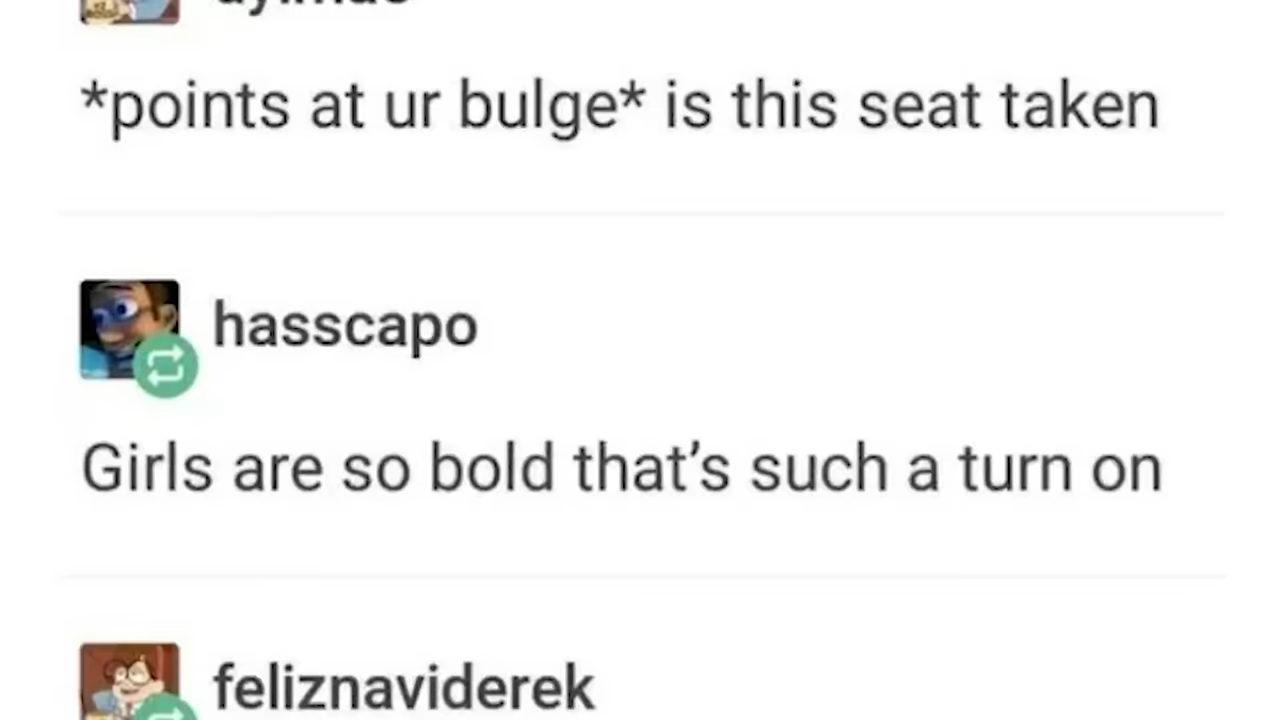 *points at ur bulge* is this seat taken
hasscapo
Girls are so bold that’s such a turn on
feliznaviderek